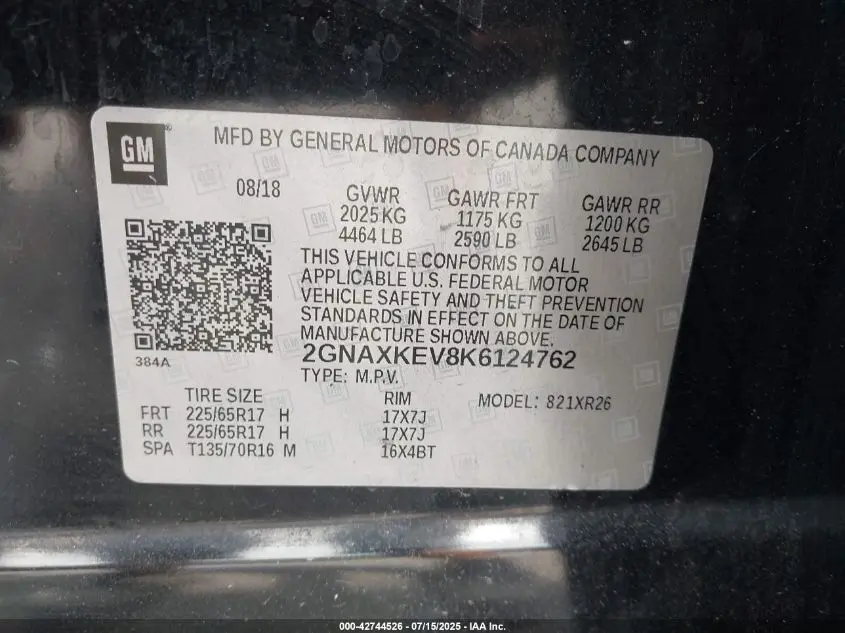 GM
MFD BY GENERAL MOTORS OF CANADA COMPANY
08/18
GVWR GAWR FRT GAWR RR
2025 KG 1175 KG 1200 KG
4464 LB 2590 LB 2645 LB
THIS VEHICLE CONFORMS TO ALL
APPLICABLE U.S. FEDERAL MOTOR
VEHICLE SAFETY AND THEFT PREVENTION
STANDARDS IN EFFECT ON THE DATE OF
MANUFACTURE SHOWN ABOVE.
384A
2GNAXKEV8K6124762
TYPE: M.P.V.
TIRE SIZE RIM MODEL: 821XR26
FRT 225/65R17 H 17X7J
RR 225/65R17 H 17X7J
SPA T135/70R16 M 16X4BT
000-42744526 - 07/15/2025 - IAA Inc.